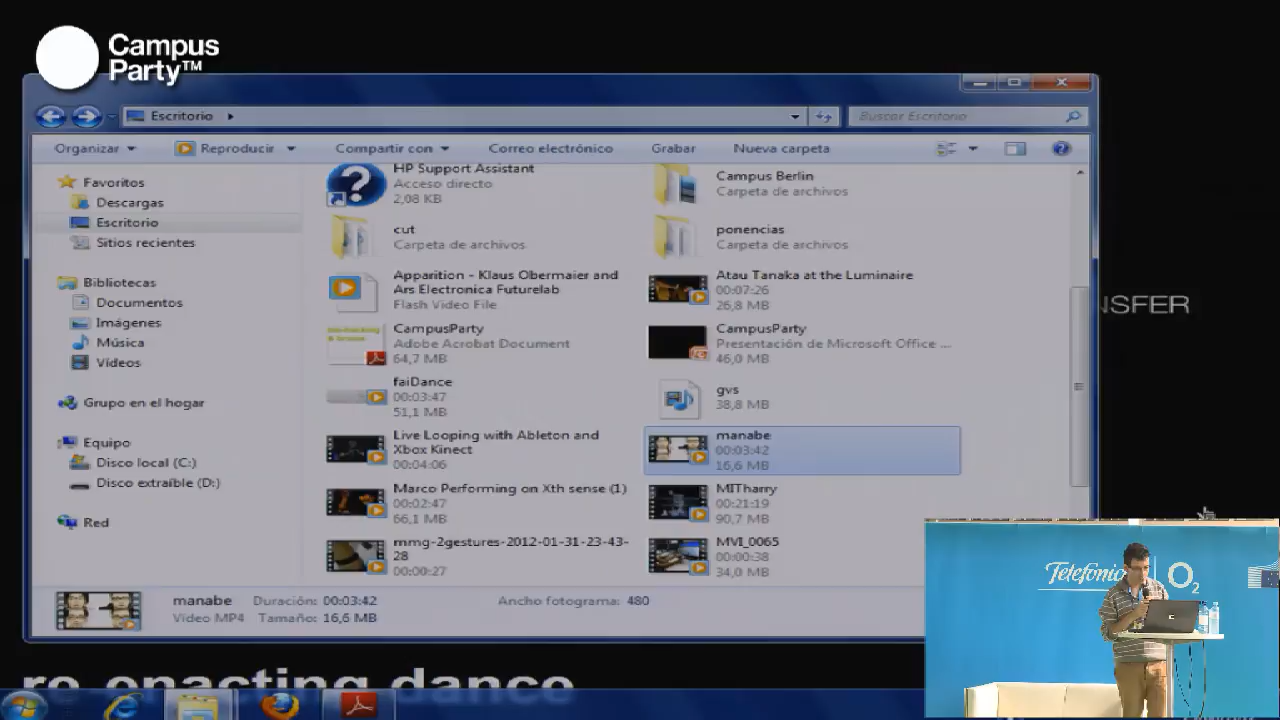 Campus
Party™
Escritorio
Buscar Escritorio
Organizar
Reproducir
Compartir con
Correo electrónico
Grabar
Nueva carpeta
Favoritos
Descargas
Escritorio
Sitios recientes
Bibliotecas
Documentos
Imágenes
Música
Vídeos
Grupo en el hogar
Equipo
Disco local (C:)
Disco extraíble (D:)
Red
HP Support Assistant
Acceso directo
2,08 KB
Campus Berlin
Carpeta de archivos
cut
Carpeta de archivos
ponencias
Carpeta de archivos
Apparition - Klaus Obermaier and
Ars Electronica Futurelab
Flash Video File
Atau Tanaka at the Luminaire
00:07:26
26,8 MB
CampusParty
Adobe Acrobat Document
64,7 MB
CampusParty
Presentación de Microsoft Office ...
46,0 MB
faiDance
00:03:47
51,1 MB
gvs
38,8 MB
Live Looping with Ableton and
Xbox Kinect
00:04:06
manabe
00:03:42
16,6 MB
Marco Performing on Xth sense (1)
00:02:47
66,1 MB
MITharry
00:21:19
90,7 MB
mmg-2gestures-2012-01-31-23-43-
28
00:00:27
MVI_0065
00:00:38
34,0 MB
manabe
Duración: 00:03:42
Ancho fotograma: 480
Vídeo MP4
Tamaño: 16,6 MB
NSFER
re-enacting dance
Telefónica
O2